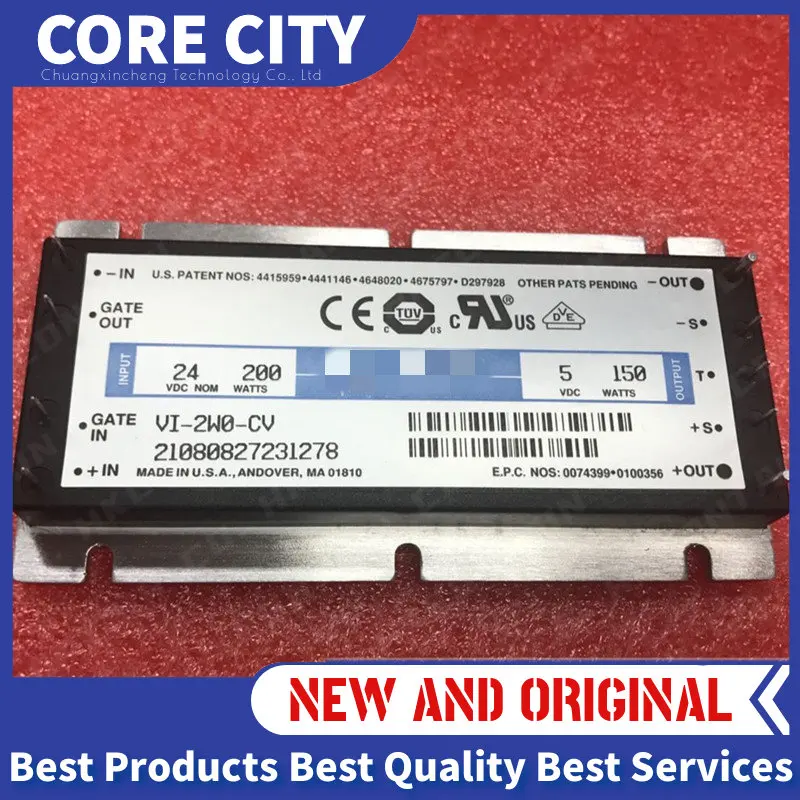 CORE CITY
Chuangxincheng Technology Co., Ltd
-IN U.S. PATENT NOS: 4415959•4441146•4648020•4675797•D297928 OTHER PATS PENDING -OUT
GATE OUT
CE TÜV C US C UR ® US DVE
-S
INPUT 24 VDC NOM 200 WATTS 5 VDC 150 WATTS OUTPUT
T
GATE IN VI-2W0-CV
+S
21080827231278
+IN MADE IN U.S.A., ANDOVER, MA 01810 E.P.C. NOS: 0074399•0100356 +OUT
NEW AND ORIGINAL
Best Products Best Quality Best Services